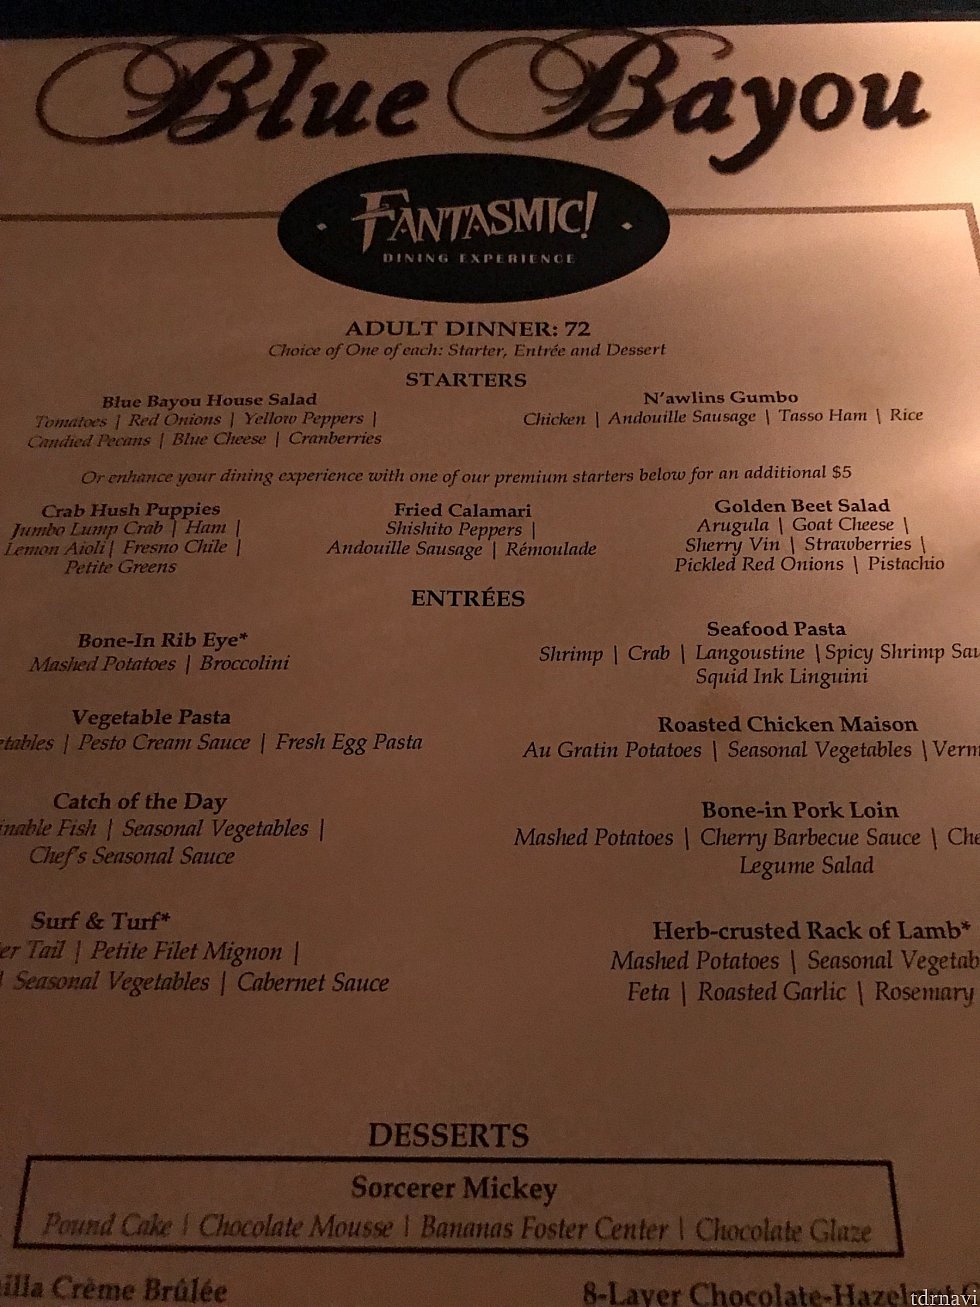 Blue Bayou
FANTASMIC!
DINING EXPERIENCE
ADULT DINNER: 72
Choice of One of each: Starter, Entrée and Dessert
STARTERS
Blue Bayou House Salad
Tomatoes | Red Onions | Yellow Peppers |
Candied Pecans | Blue Cheese | Cranberries
N'awlins Gumbo
Chicken | Andouille Sausage | Tasso Ham | Rice
Or enhance your dining experience with one of our premium starters below for an additional $5
Crab Hush Puppies
Jumbo Lump Crab | Ham |
Lemon Aioli | Fresno Chile |
Petite Greens
Fried Calamari
Shishito Peppers |
Andouille Sausage | Rémoulade
Golden Beet Salad
Arugula | Goat Cheese |
Sherry Vin | Strawberries |
Pickled Red Onions | Pistachio
ENTRÉES
Bone-In Rib Eye*
Mashed Potatoes | Broccolini
Seafood Pasta
Shrimp | Crab | Langoustine | Spicy Shrimp
Squid Ink Linguini
Vegetable Pasta
| Pesto Cream Sauce | Fresh Egg Pasta
Roasted Chicken Maison
Au Gratin Potatoes | Seasonal Vegetables |
Catch of the Day
Fish | Seasonal Vegetables |
Chef's Seasonal Sauce
Bone-in Pork Loin
Mashed Potatoes | Cherry Barbecue Sauce |
Legume Salad
Surf & Turf*
Tail | Petite Filet Mignon |
Seasonal Vegetables | Cabernet Sauce
Herb-crusted Rack of Lamb*
Mashed Potatoes | Seasonal
Feta | Roasted Garlic | Rosemary
DESSERTS
Sorcerer Mickey
Pound Cake | Chocolate Mousse | Bananas Foster Center | Chocolate Glaze
Crème Brûlée
8-Layer
tdrnavi